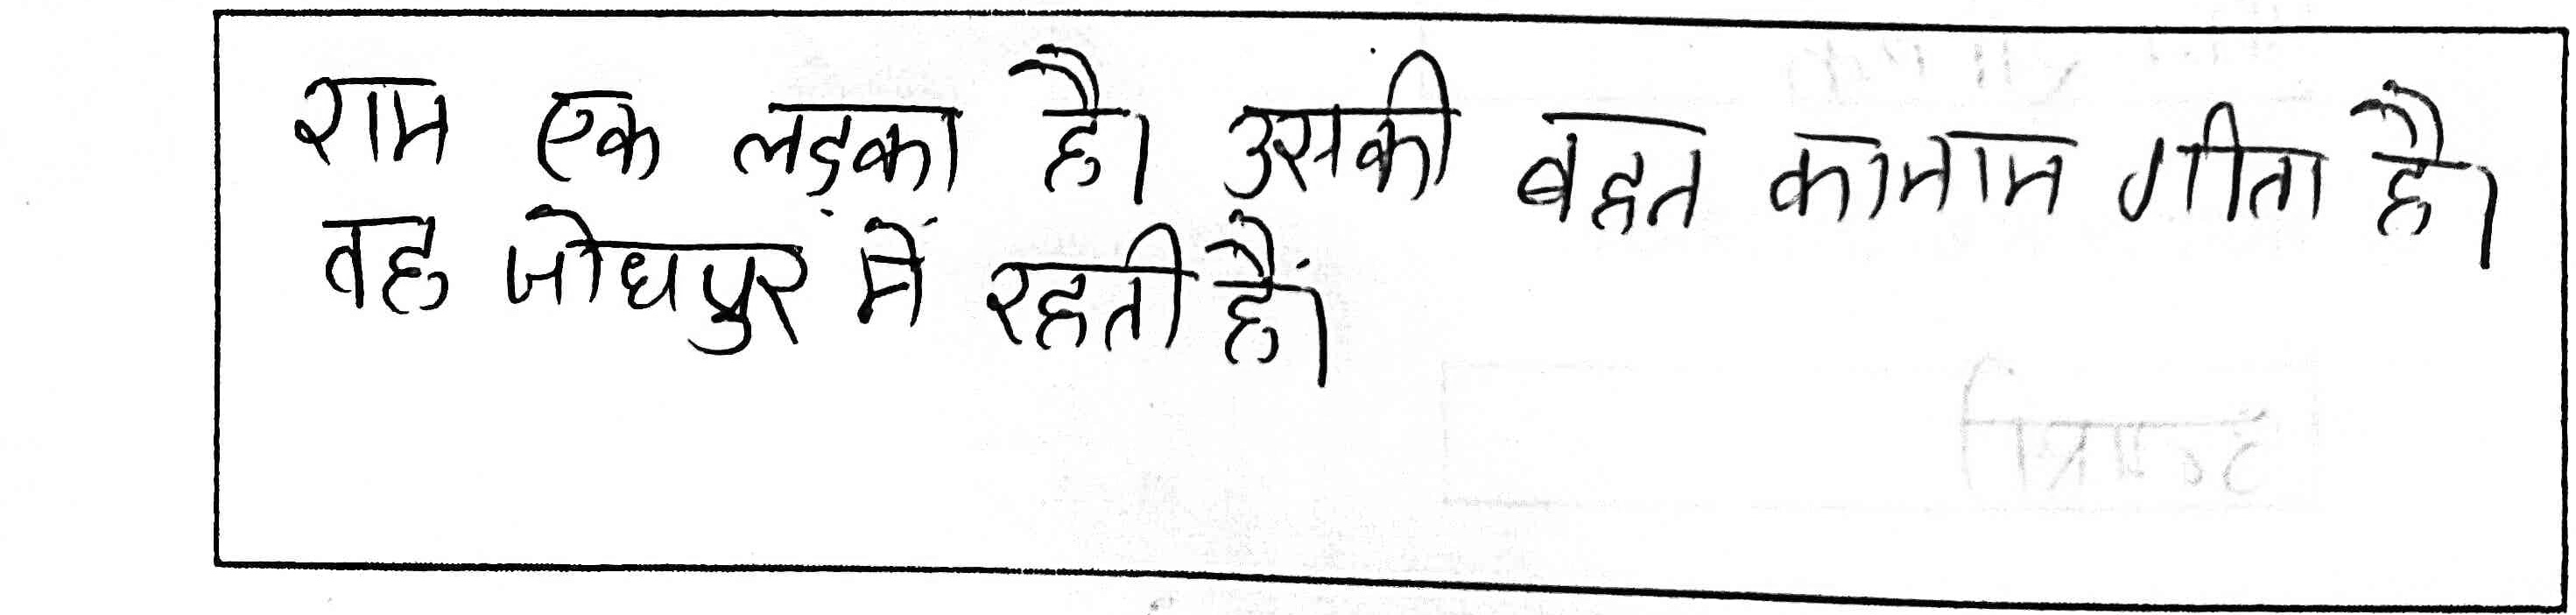 राम एक लड़का है। उसकी बहन का नाम गीता है।
वह जोधपुर में रहती हैं।